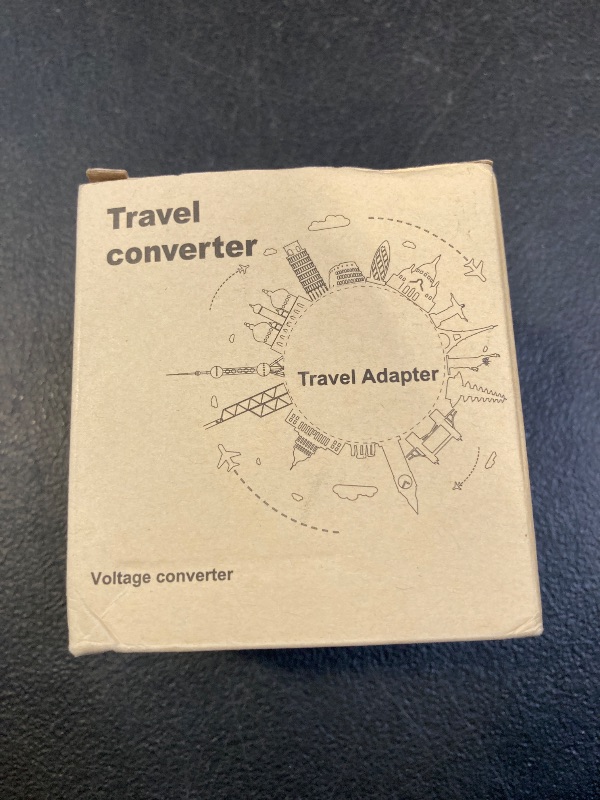 Travel
converter
Travel Adapter
Voltage converter